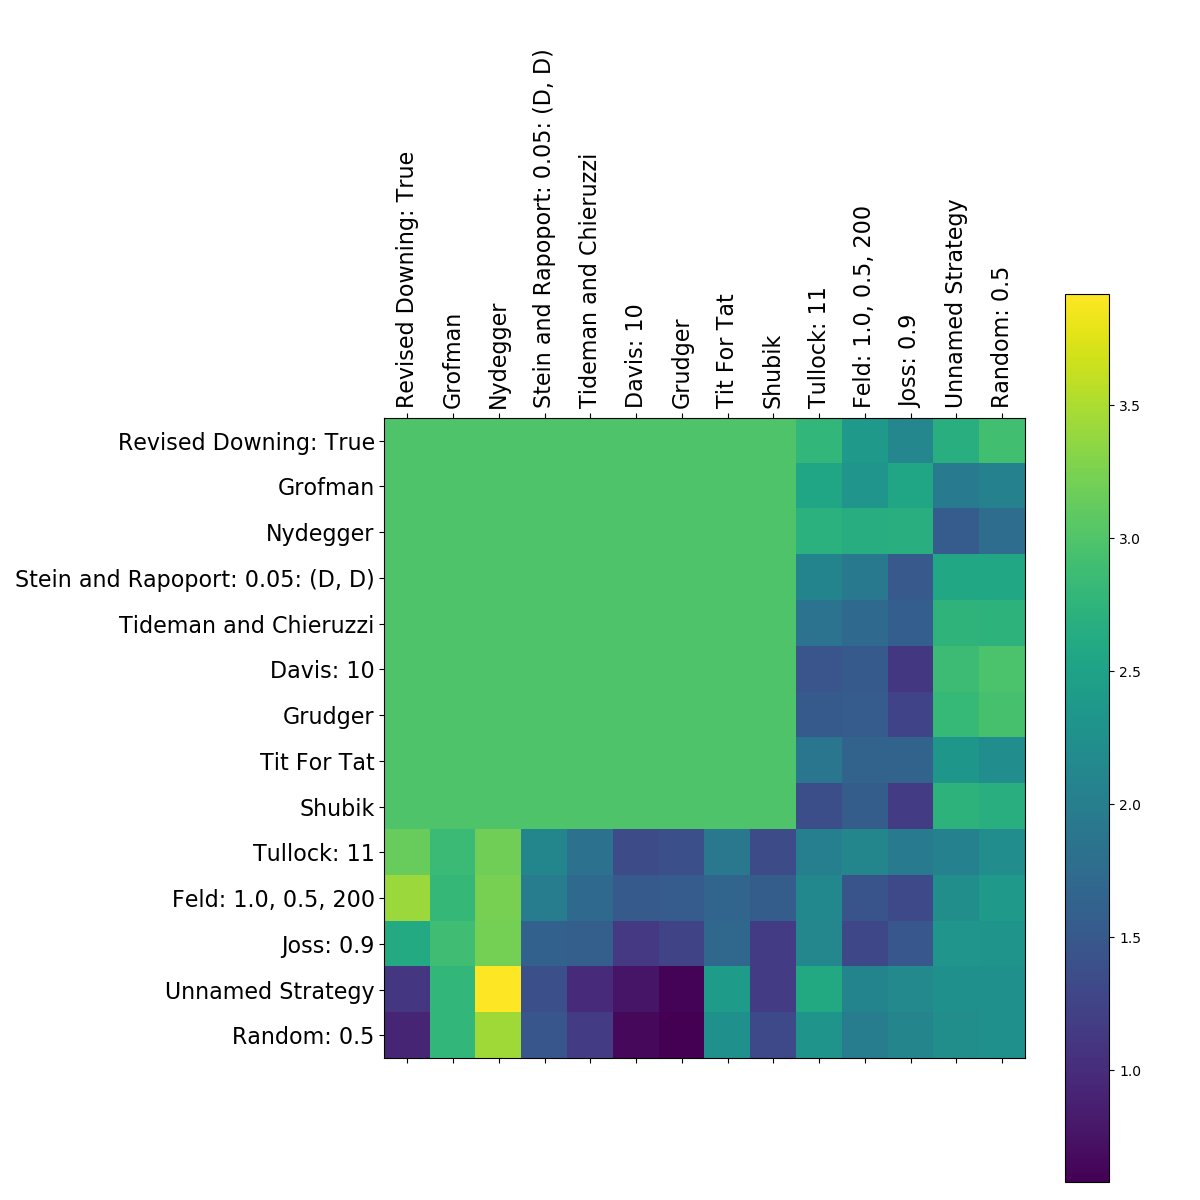 Revised Downing: True
Grofman
Nydegger
Stein and Rapoport: 0.05: (D, D)
Tideman and Chieruzzi
Davis: 10
Grudger
Tit For Tat
Shubik
Tullock: 11
Feld: 1.0, 0.5, 200
Joss: 0.9
Unnamed Strategy
Random: 0.5
Revised Downing: True
Grofman
Nydegger
Stein and Rapoport: 0.05: (D, D)
Tideman and Chieruzzi
Davis: 10
Grudger
Tit For Tat
Shubik
Tullock: 11
Feld: 1.0, 0.5, 200
Joss: 0.9
Unnamed Strategy
Random: 0.5
3.5
3.0
2.5
2.0
1.5
1.0